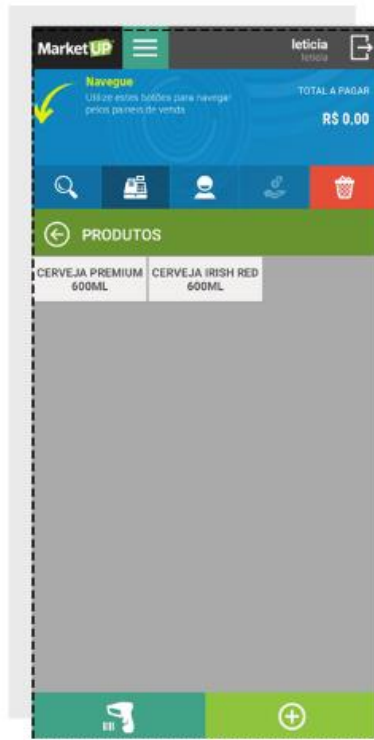 MarketUP
leticia
leticia
Navegue
Utilize estes botões para navegar
pelos paineis de venda
TOTAL A PAGAR
R$ 0,00
PRODUTOS
CERVEJA PREMIUM
600ML
CERVEJA IRISH RED
600ML